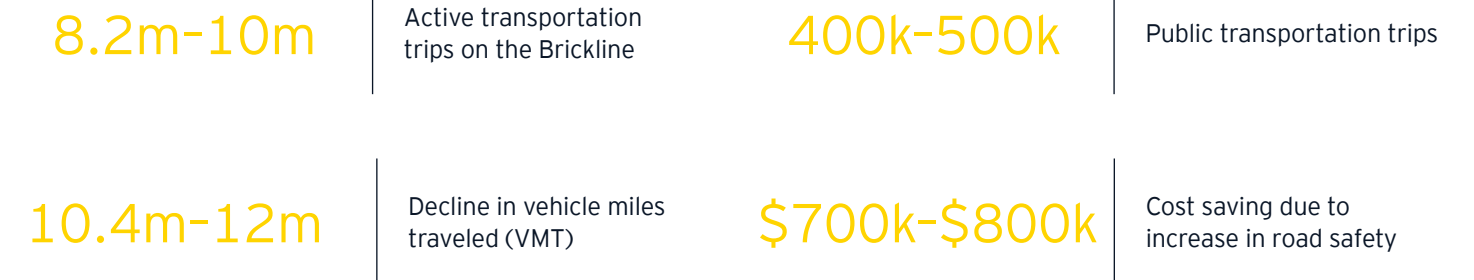 8.2m–10m
Active transportation
trips on the Brickline
400k–500k
Public transportation trips
10.4m–12m
Decline in vehicle miles
traveled (VMT)
$700k–$800k
Cost saving due to
increase in road safety